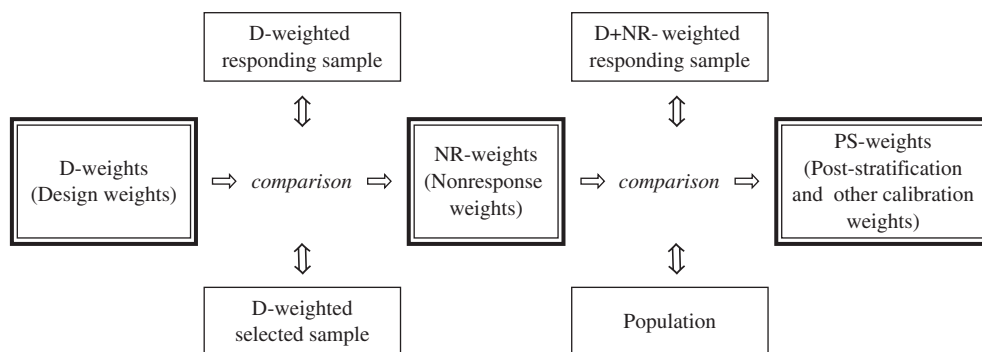 D-weighted
responding sample
D+NR- weighted
responding sample
D-weights
(Design weights)
comparison
NR-weights
(Nonresponse
weights)
comparison
PS-weights
(Post-stratification
and other calibration
weights)
D-weighted
selected sample
Population